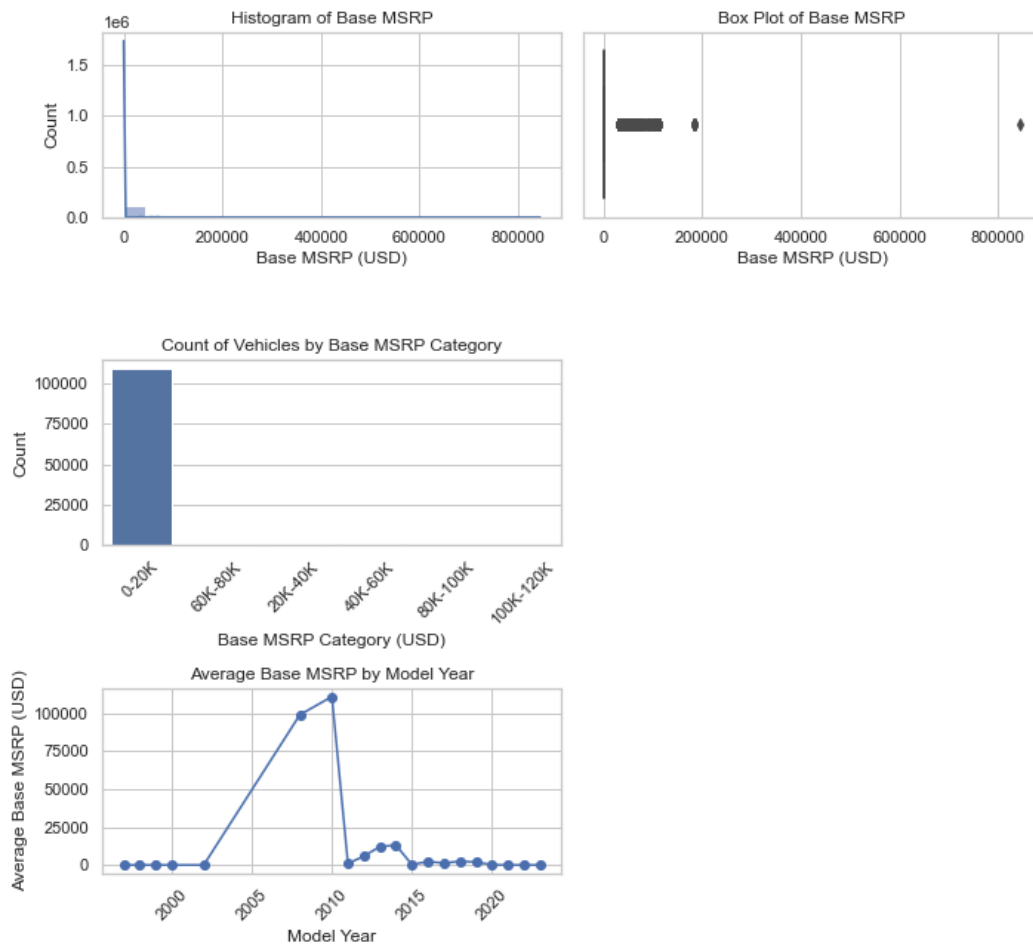 Histogram of Base MSRP
1e6
1.5
1.0
0.5
0.0
Count
0 200000 400000 600000 800000
Base MSRP (USD)
Box Plot of Base MSRP
0 200000 400000 600000 800000
Base MSRP (USD)
Count of Vehicles by Base MSRP Category
100000
75000
50000
25000
0
Count
0-20K 60K-80K 20K-40K 40K-60K 80K-100K 100K-120K
Base MSRP Category (USD)
Average Base MSRP by Model Year
100000
75000
50000
25000
0
Average Base MSRP (USD)
2000 2005 2010 2015 2020
Model Year